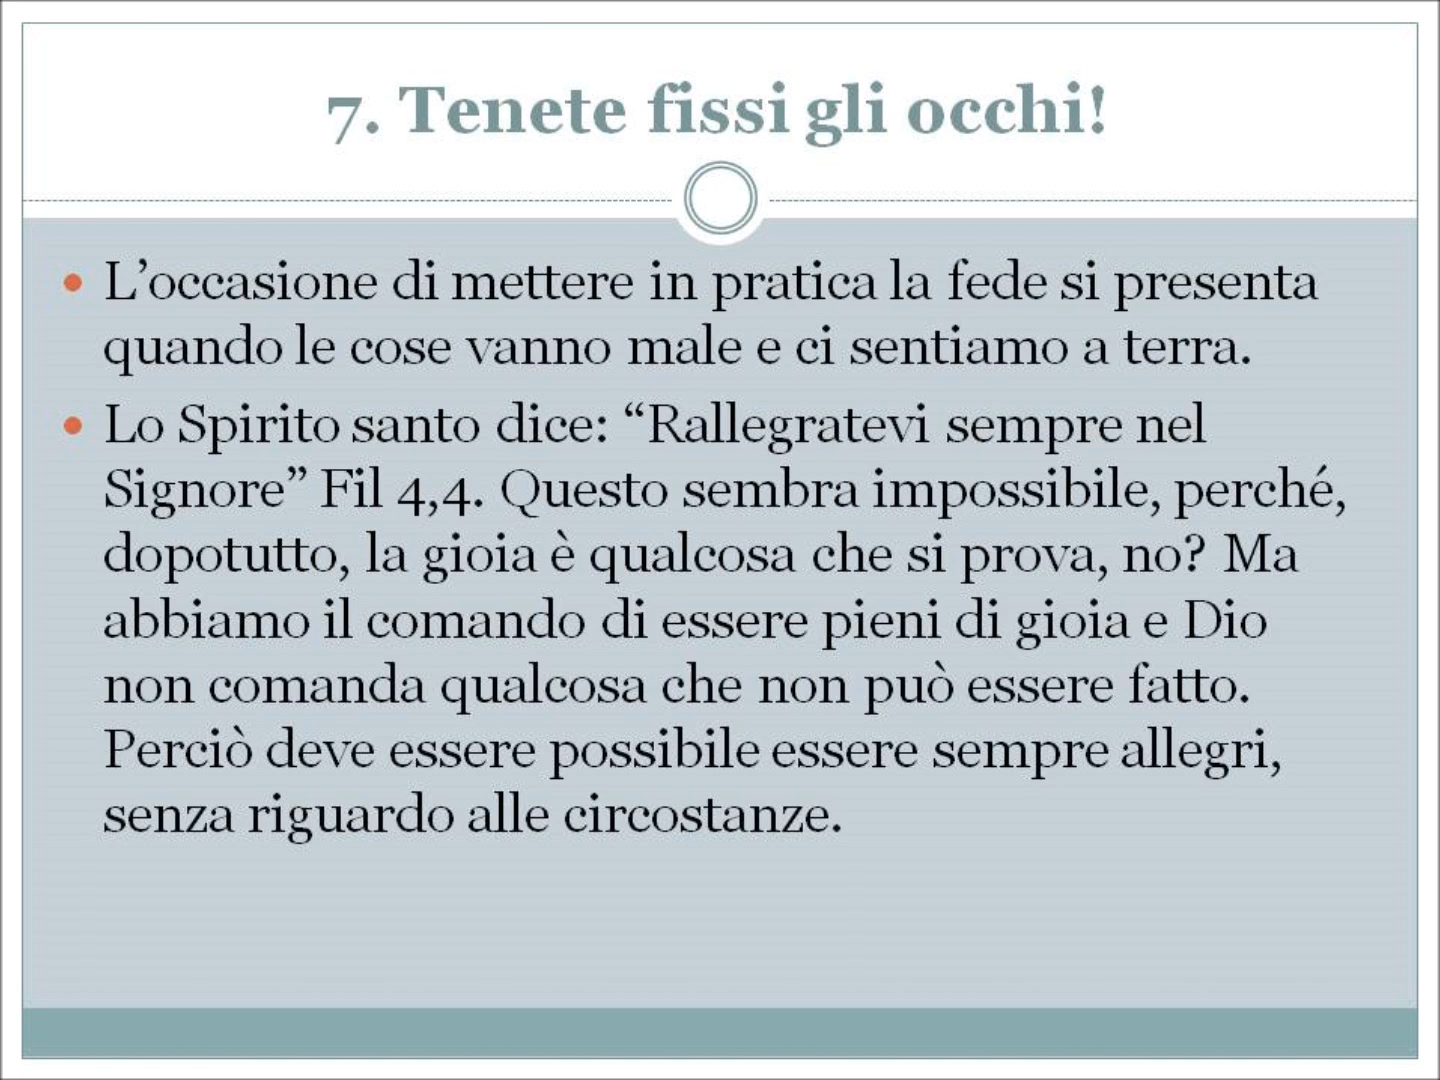 7. Tenete fissi gli occhi!
• L’occasione di mettere in pratica la fede si presenta
quando le cose vanno male e ci sentiamo a terra.
• Lo Spirito santo dice: “Rallegratevi sempre nel
Signore” Fil 4,4. Questo sembra impossibile, perché,
dopotutto, la gioia è qualcosa che si prova, no? Ma
abbiamo il comando di essere pieni di gioia e Dio
non comanda qualcosa che non può essere fatto.
Perciò deve essere possibile essere sempre allegri,
senza riguardo alle circostanze.